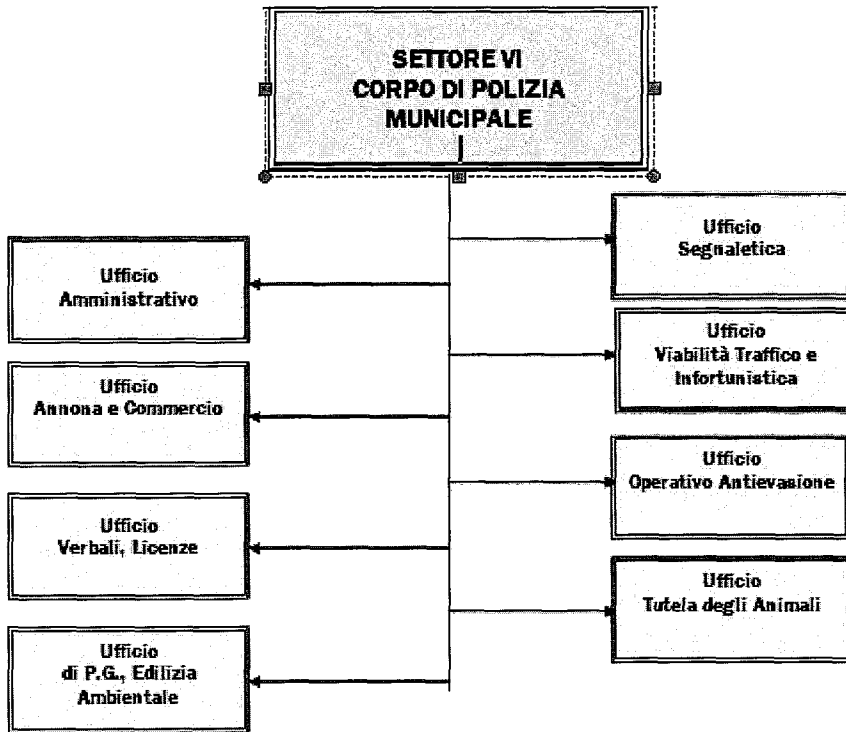 SETTORE VI
CORPO DI POLIZIA
MUNICIPALE
Ufficio
Amministrativo
Ufficio
Annona e Commercio
Ufficio
Verbali, Licenze
Ufficio
di P.G., Edilizia
Ambientale
Ufficio
Segnaletica
Ufficio
Viabilità Traffico e
Infortunistica
Ufficio
Operativo Antievasione
Ufficio
Tutela degli Animali